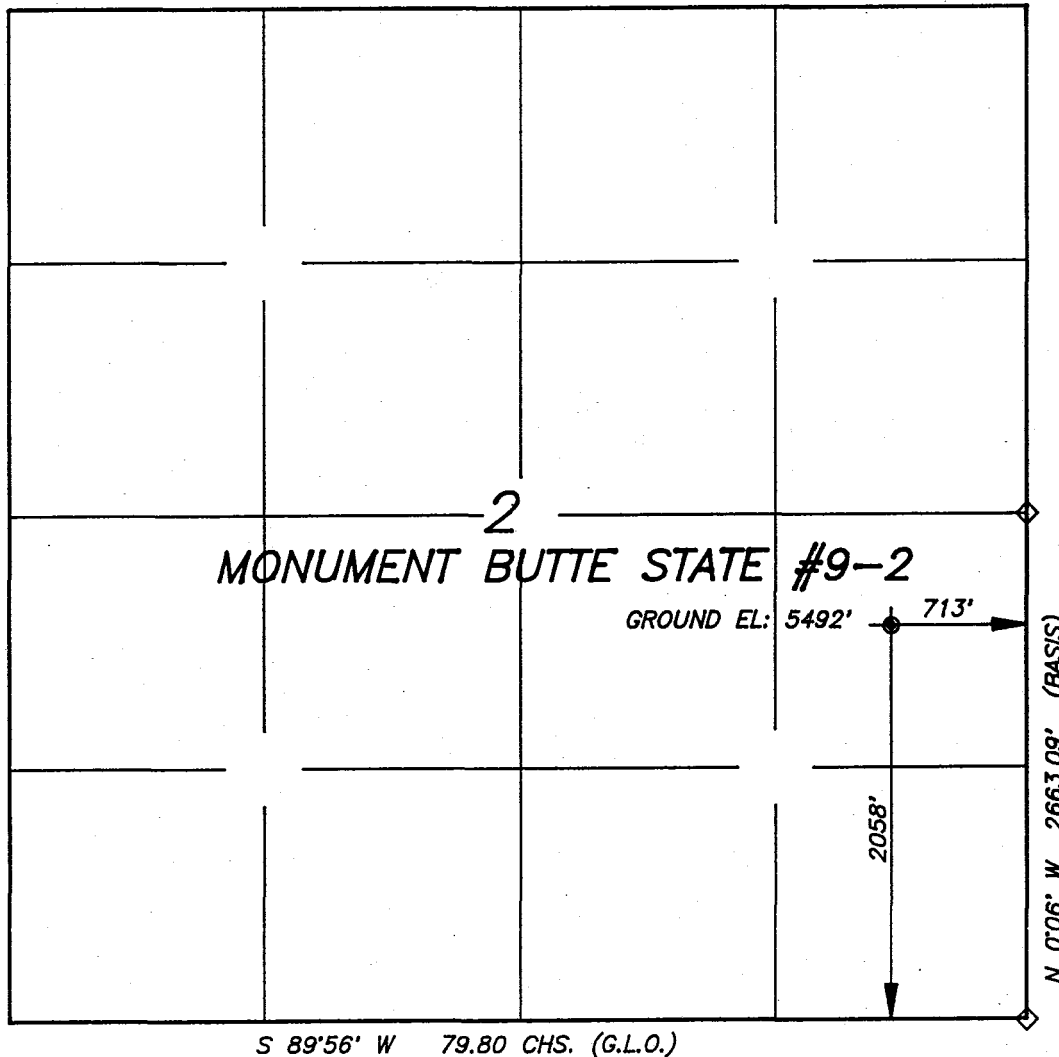 2
MONUMENT BUTTE STATE #9-2
GROUND EL: 5492'
713'
2058'
N 0°06' W 2663.09' (BASIS)
S 89°56' W 79.80 CHS. (G.L.O.)